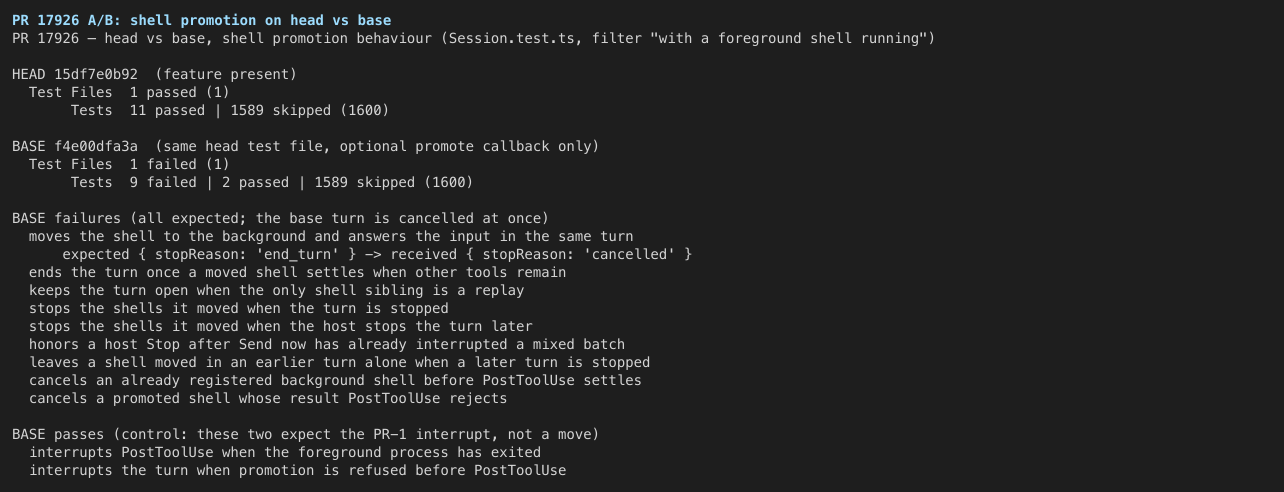 PR 17926 A/B: shell promotion on head vs base
PR 17926 — head vs base, shell promotion behaviour (Session.test.ts, filter "with a foreground shell running")
HEAD 15df7e0b92  (feature present)
Test Files  1 passed (1)
Tests  11 passed | 1589 skipped (1600)
BASE f4e00dfa3a  (same head test file, optional promote callback only)
Test Files  1 failed (1)
Tests  9 failed | 2 passed | 1589 skipped (1600)
BASE failures (all expected; the base turn is cancelled at once)
moves the shell to the background and answers the input in the same turn
expected { stopReason: 'end_turn' } -> received { stopReason: 'cancelled' }
ends the turn once a moved shell settles when other tools remain
keeps the turn open when the only shell sibling is a replay
stops the shells it moved when the turn is stopped
stops the shells it moved when the host stops the turn later
honors a host Stop after Send now has already interrupted a mixed batch
leaves a shell moved in an earlier turn alone when a later turn is stopped
cancels an already registered background shell before PostToolUse settles
cancels a promoted shell whose result PostToolUse rejects
BASE passes (control: these two expect the PR-1 interrupt, not a move)
interrupts PostToolUse when the foreground process has exited
interrupts the turn when promotion is refused before PostToolUse